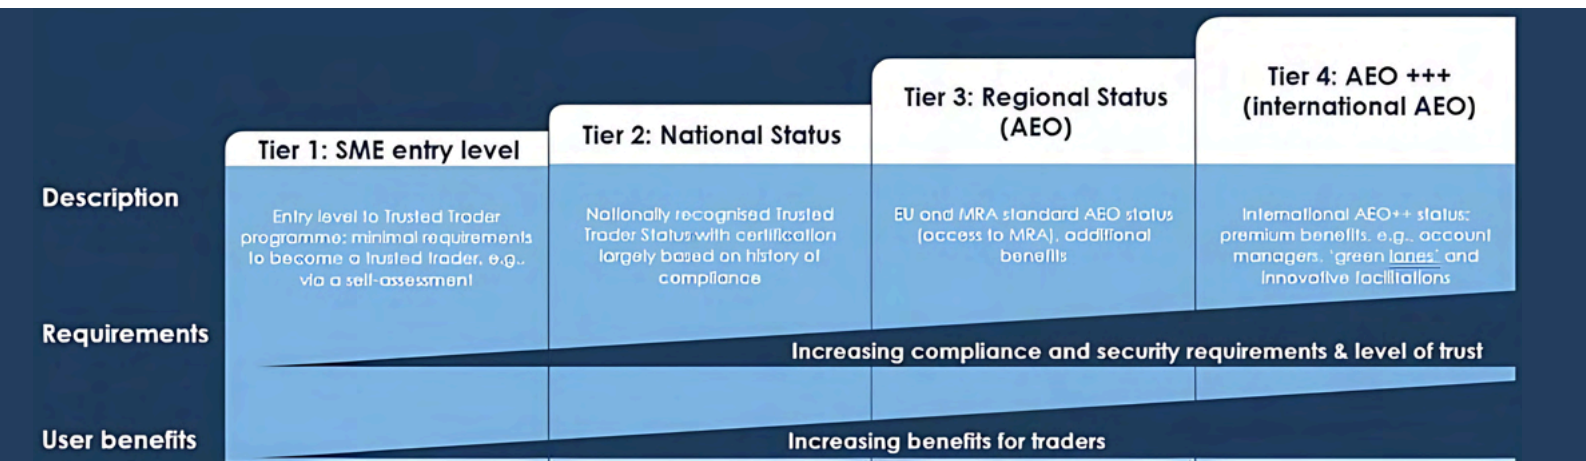 Tier 1: SME entry level
Tier 2: National Status
Tier 3: Regional Status
(AEO)
Tier 4: AEO +++
(international AEO)
Description
Entry level to Trusted Trader
programme: minimal requirements
to become a trusted trader, e.g.,
via a self-assessment
Nationally recognised Trusted
Trader Status with certification
largely based on history of
compliance
EU and MRA standard AEO status
(access to MRA), additional
benefits
International AEO++ status:
premium benefits, e.g., account
managers, 'green lanes' and
innovative facilitations
Requirements
Increasing compliance and security requirements & level of trust
User benefits
Increasing benefits for traders